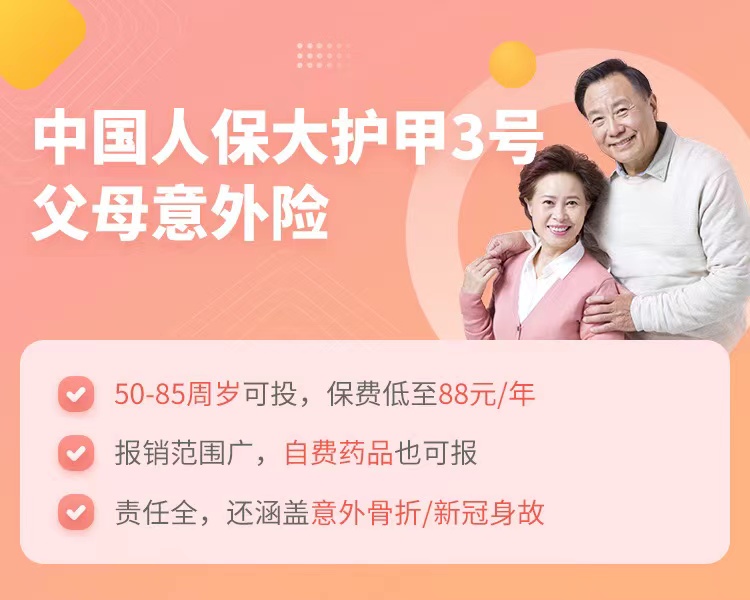 中国人保大护甲3号
父母意外险
50-85周岁可投，保费低至88元/年
报销范围广，自费药品也可报
责任全，还涵盖意外骨折/新冠身故